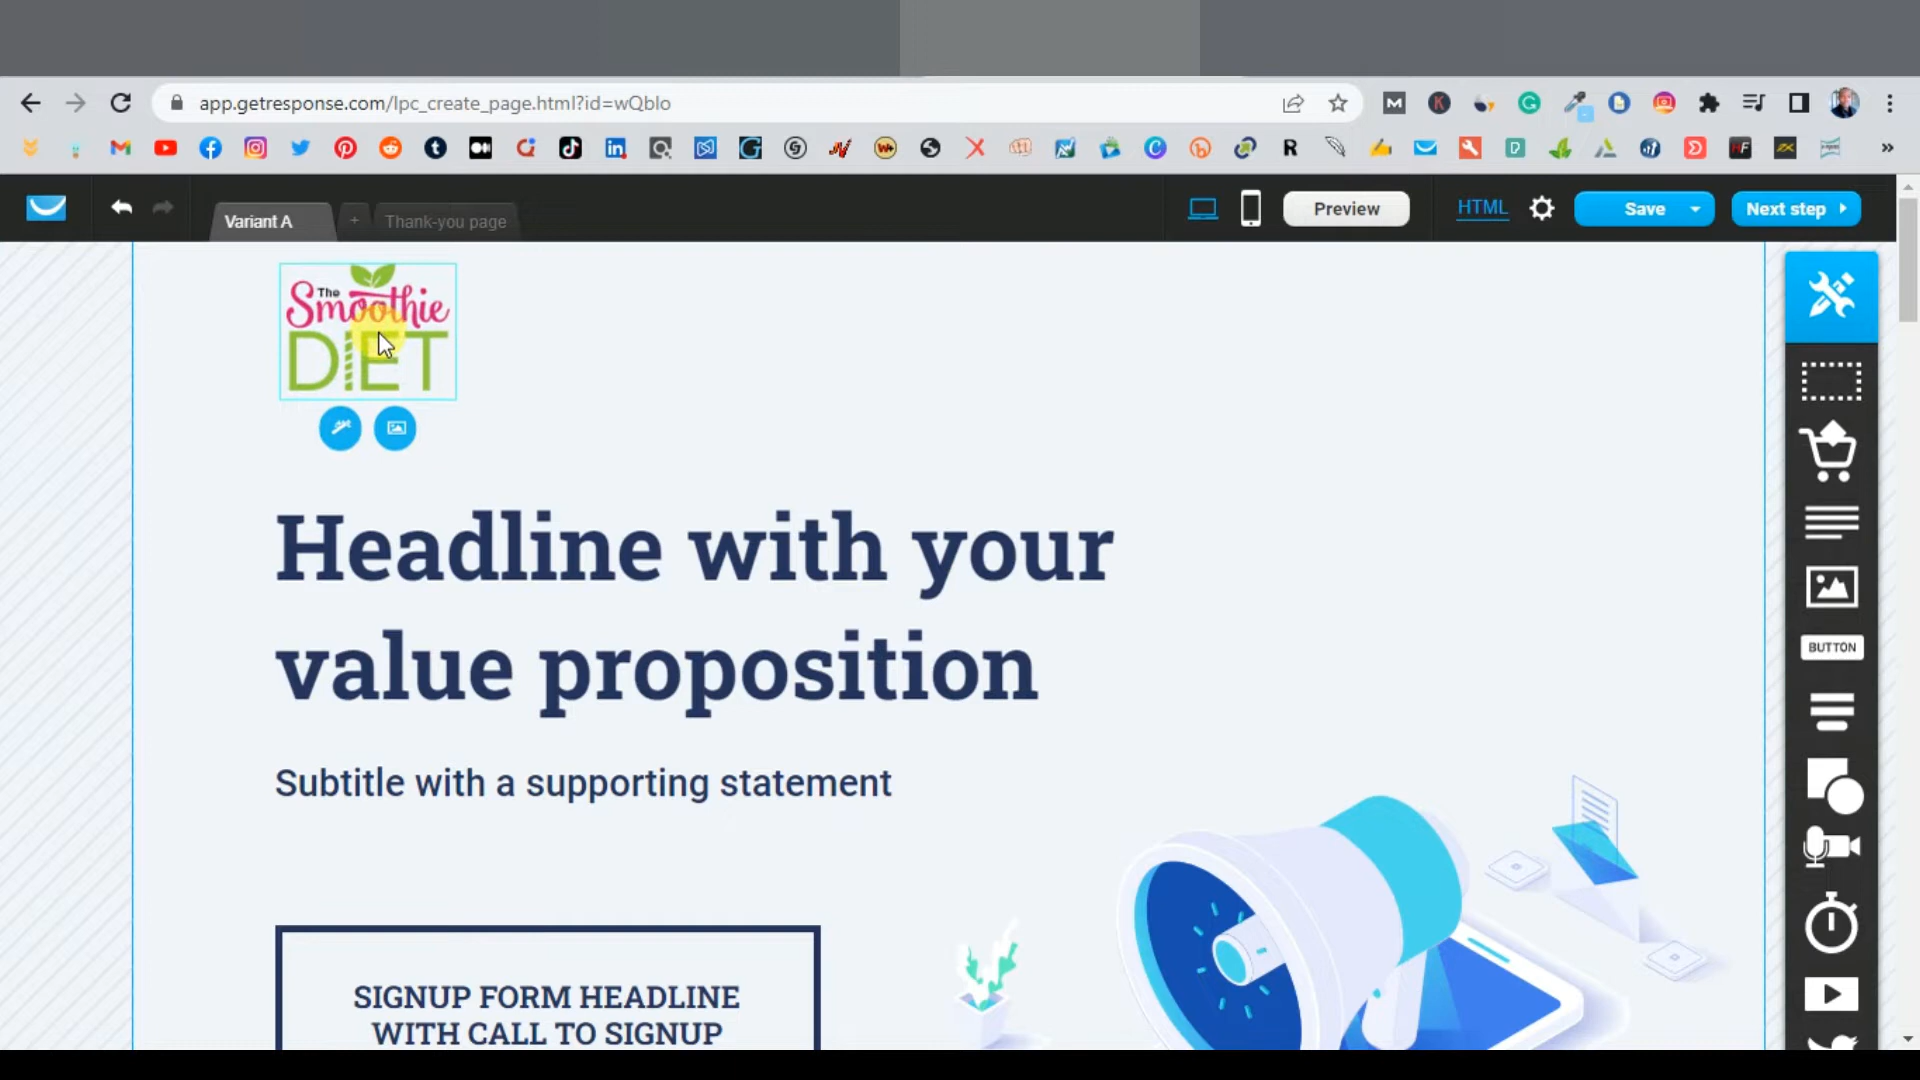 app.getresponse.com/lpc_create_page.html?id=wQblo
Variant A
+
Thank-you page
Preview
HTML
Save
Next step
The
Smoothie
DIET
Headline with your
value proposition
Subtitle with a supporting statement
SIGNUP FORM HEADLINE
WITH CALL TO SIGNUP
BUTTON